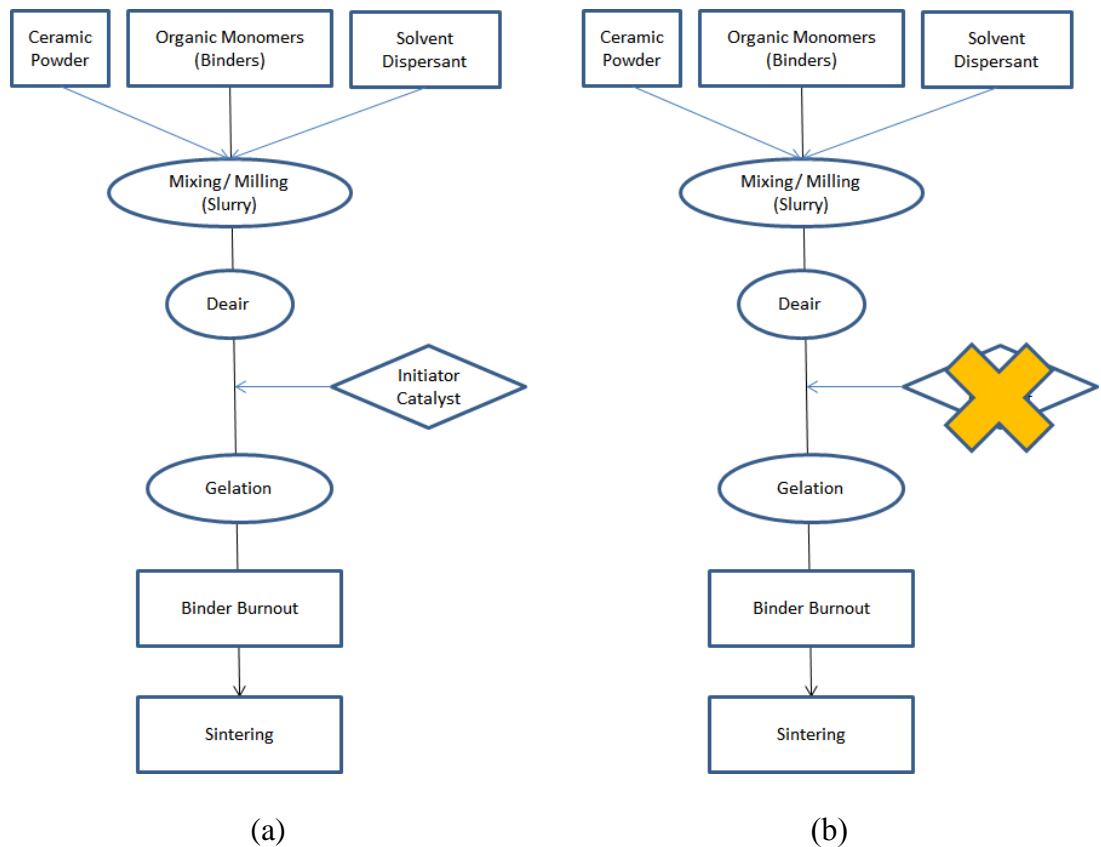 Ceramic
Powder
Organic Monomers
(Binders)
Solvent
Dispersant
Mixing/ Milling
(Slurry)
Deair
Initiator
Catalyst
Gelation
Binder Burnout
Sintering
(a)
Ceramic
Powder
Organic Monomers
(Binders)
Solvent
Dispersant
Mixing/ Milling
(Slurry)
Deair
Gelation
Binder Burnout
Sintering
(b)